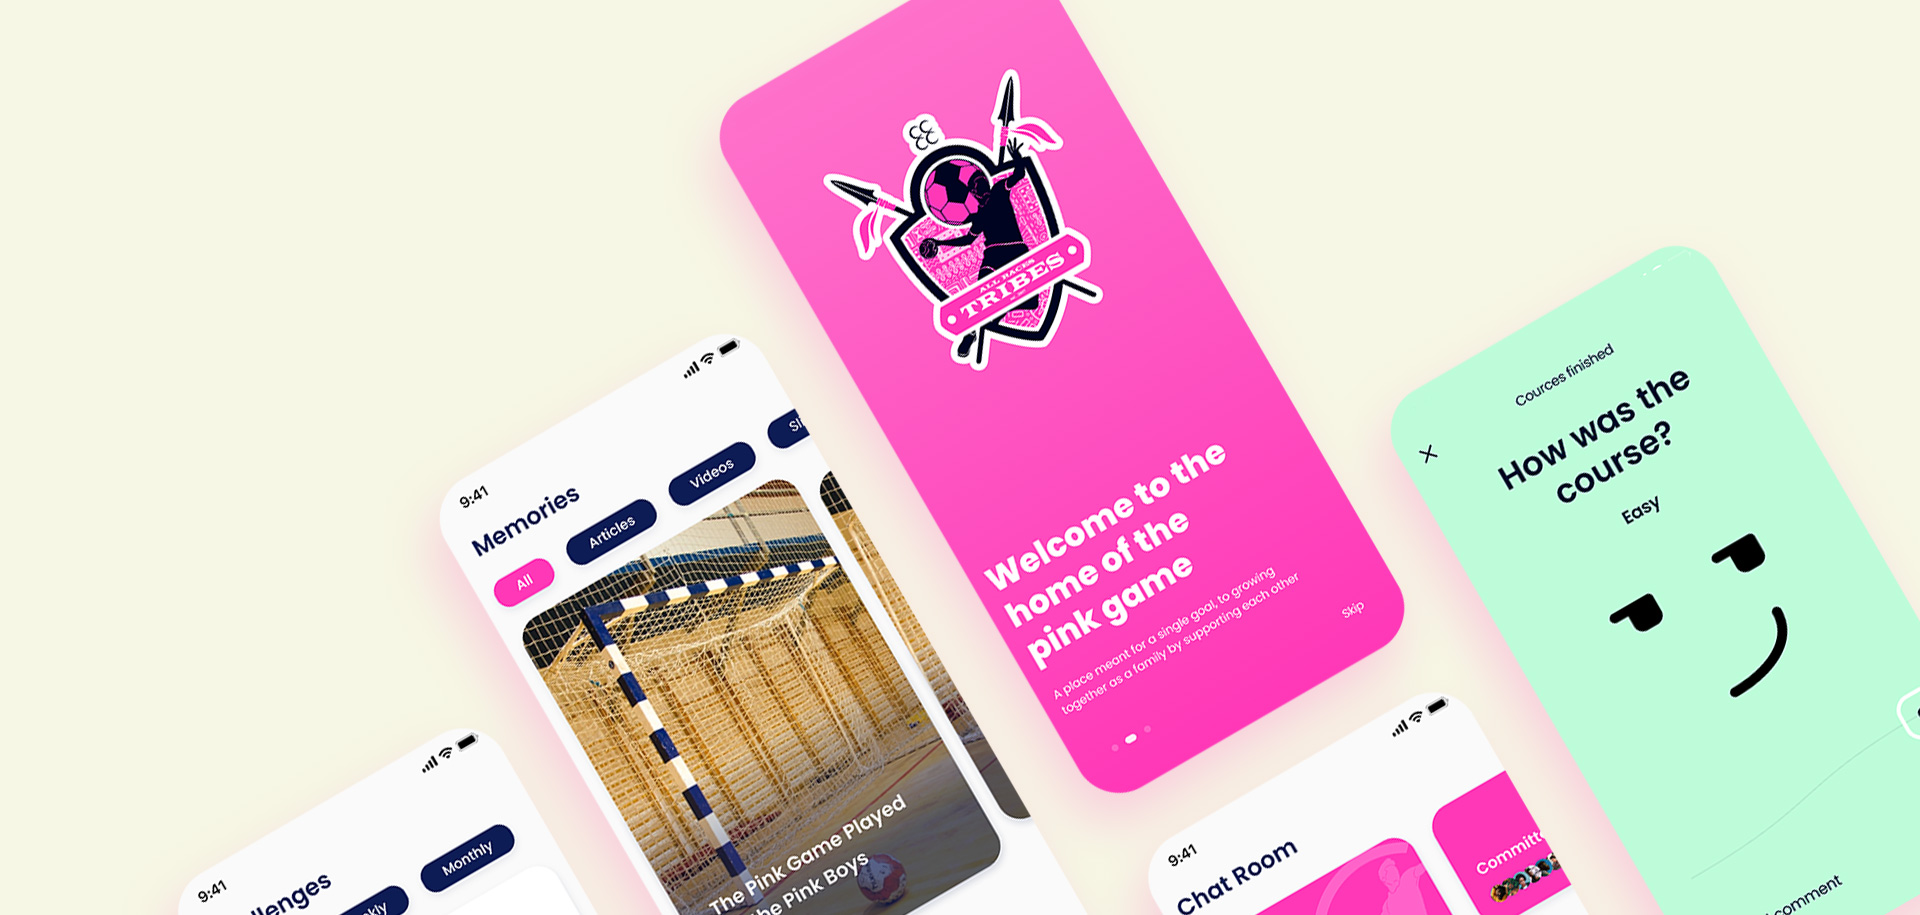 9:41
Memories
All
Articles
Videos
The Pink Game Played
the Pink Boys
9:41
llenges
kly
Monthly
ALL RACES
TRIBES
Welcome to the
home of the
pink game
A place meant for a single goal, to growing
together as a family by supporting each other
Skip
9:41
Chat Room
Committ
Cources finished
How was the
course?
Easy
comment